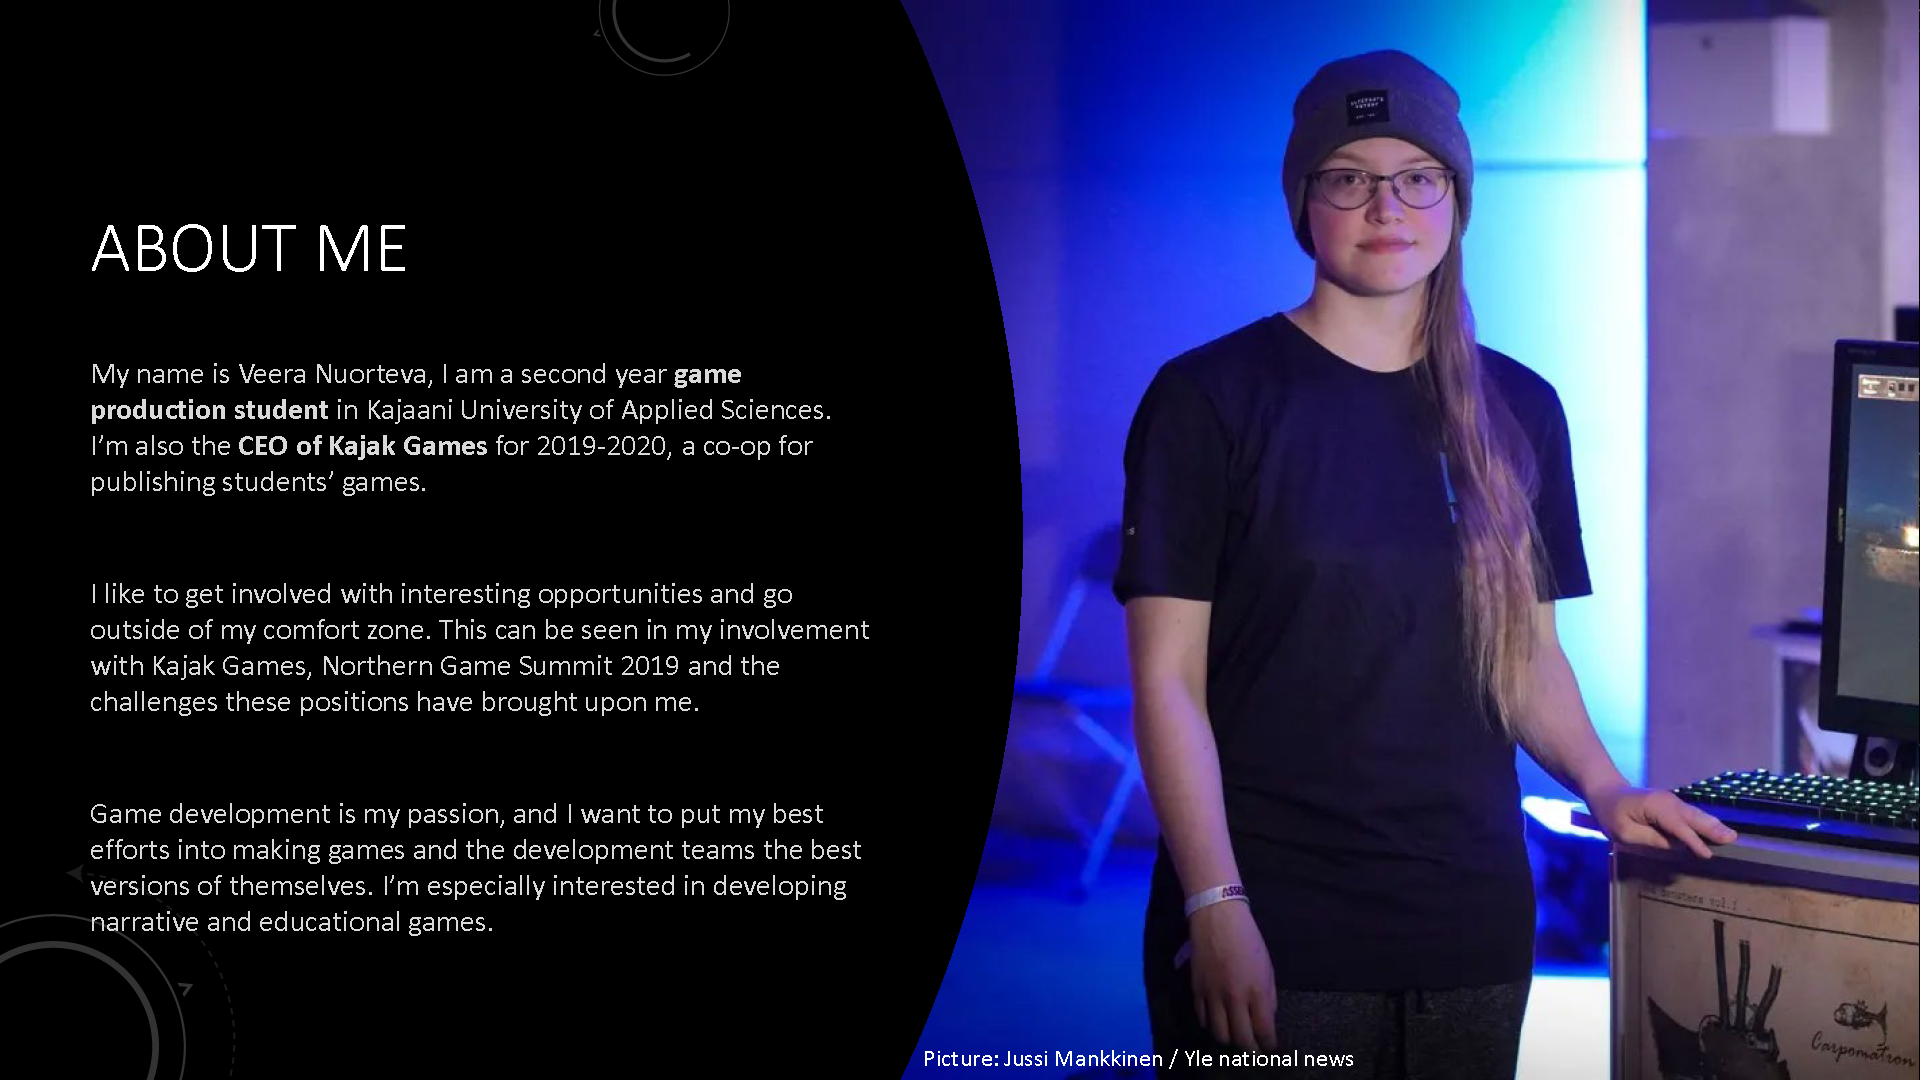 ABOUT ME
My name is Veera Nuorteva, I am a second year game
production student in Kajaani University of Applied Sciences.
I’m also the CEO of Kajak Games for 2019-2020, a co-op for
publishing students’ games.
I like to get involved with interesting opportunities and go
outside of my comfort zone. This can be seen in my involvement
with Kajak Games, Northern Game Summit 2019 and the
challenges these positions have brought upon me.
Game development is my passion, and I want to put my best
efforts into making games and the development teams the best
versions of themselves. I’m especially interested in developing
narrative and educational games.
Carpomation
Picture: Jussi Mankkinen / Yle national news